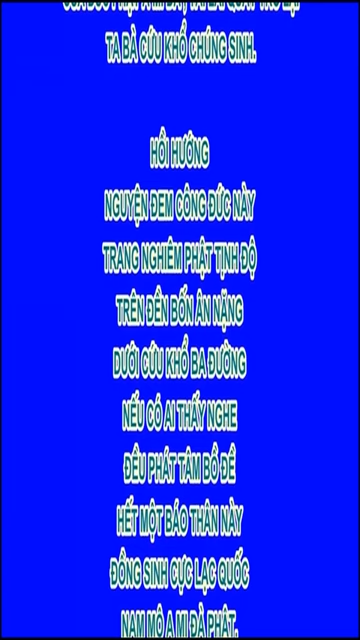 TA BÀ CỨU KHỔ CHÚNG SINH.
HỒI HƯỚNG
NGUYỆN ĐEM CÔNG ĐỨC NÀY
TRANG NGHIÊM PHẬT TỊNH ĐỘ
TRÊN ĐỀN BỐN ÂN NẶNG
DƯỚI CỨU KHỔ BA ĐƯỜNG
NẾU CÓ AI THẤY NGHE
ĐỀU PHÁT TÂM BỒ ĐỀ
HẾT MỘT BÁO THÂN NÀY
ĐỒNG SINH CỰC LẠC QUỐC
NAM MÔ A MI ĐÀ PHẬT.